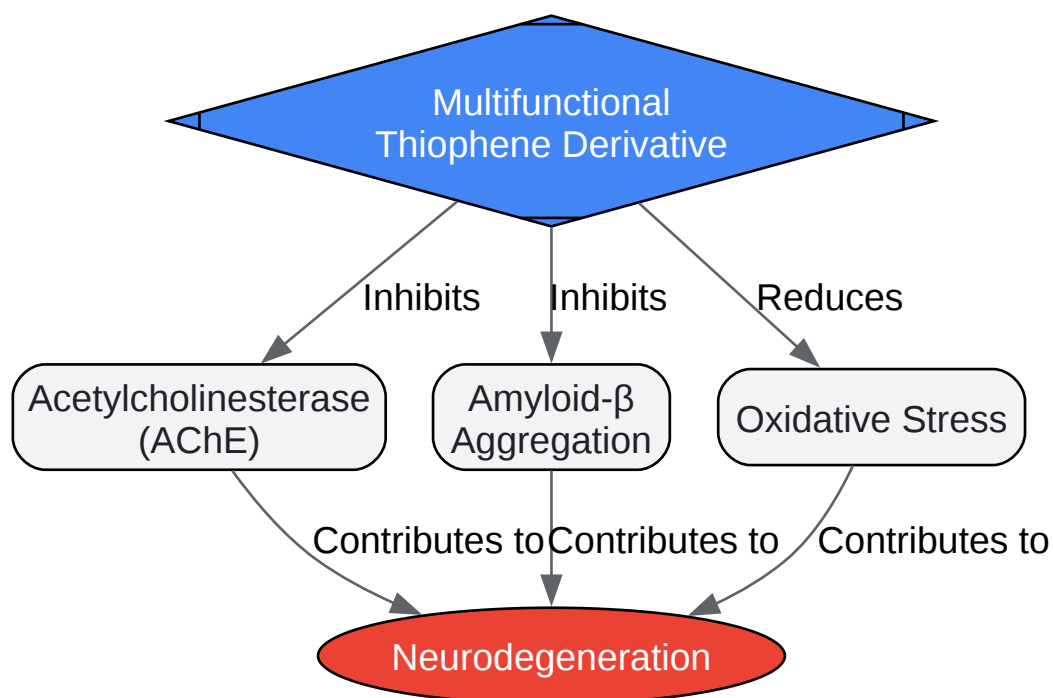 Multifunctional
Thiophene Derivative
Inhibits
Inhibits
Reduces
Acetylcholinesterase
(AChE)
Amyloid-β
Aggregation
Oxidative Stress
Contributes to
Contributes to
Contributes to
Neurodegeneration